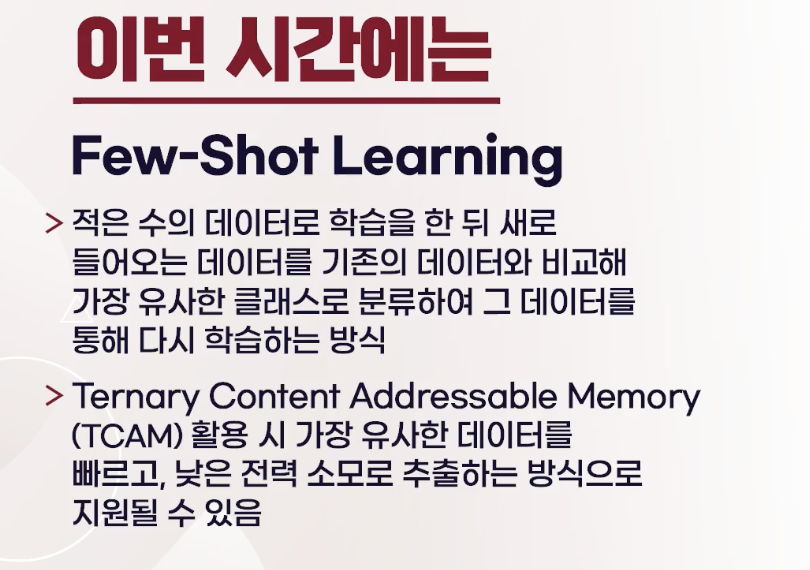 이번 시간에는
Few-Shot Learning
> 적은 수의 데이터로 학습을 한 뒤 새로
들어오는 데이터를 기존의 데이터와 비교해
가장 유사한 클래스로 분류하여 그 데이터를
통해 다시 학습하는 방식
> Ternary Content Addressable Memory
(TCAM) 활용 시 가장 유사한 데이터를
빠르고, 낮은 전력 소모로 추출하는 방식으로
지원될 수 있음